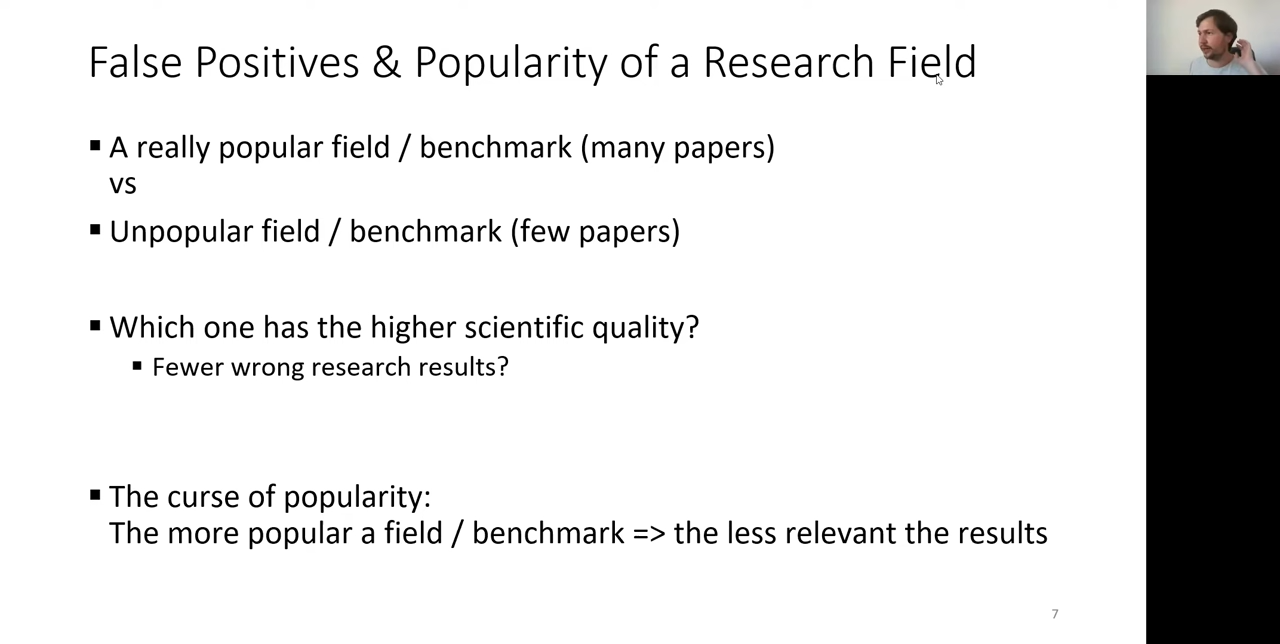 False Positives & Popularity of a Research Field
▪ A really popular field / benchmark (many papers)
vs
▪ Unpopular field / benchmark (few papers)
▪ Which one has the higher scientific quality?
▪ Fewer wrong research results?
▪ The curse of popularity:
The more popular a field / benchmark => the less relevant the results
7